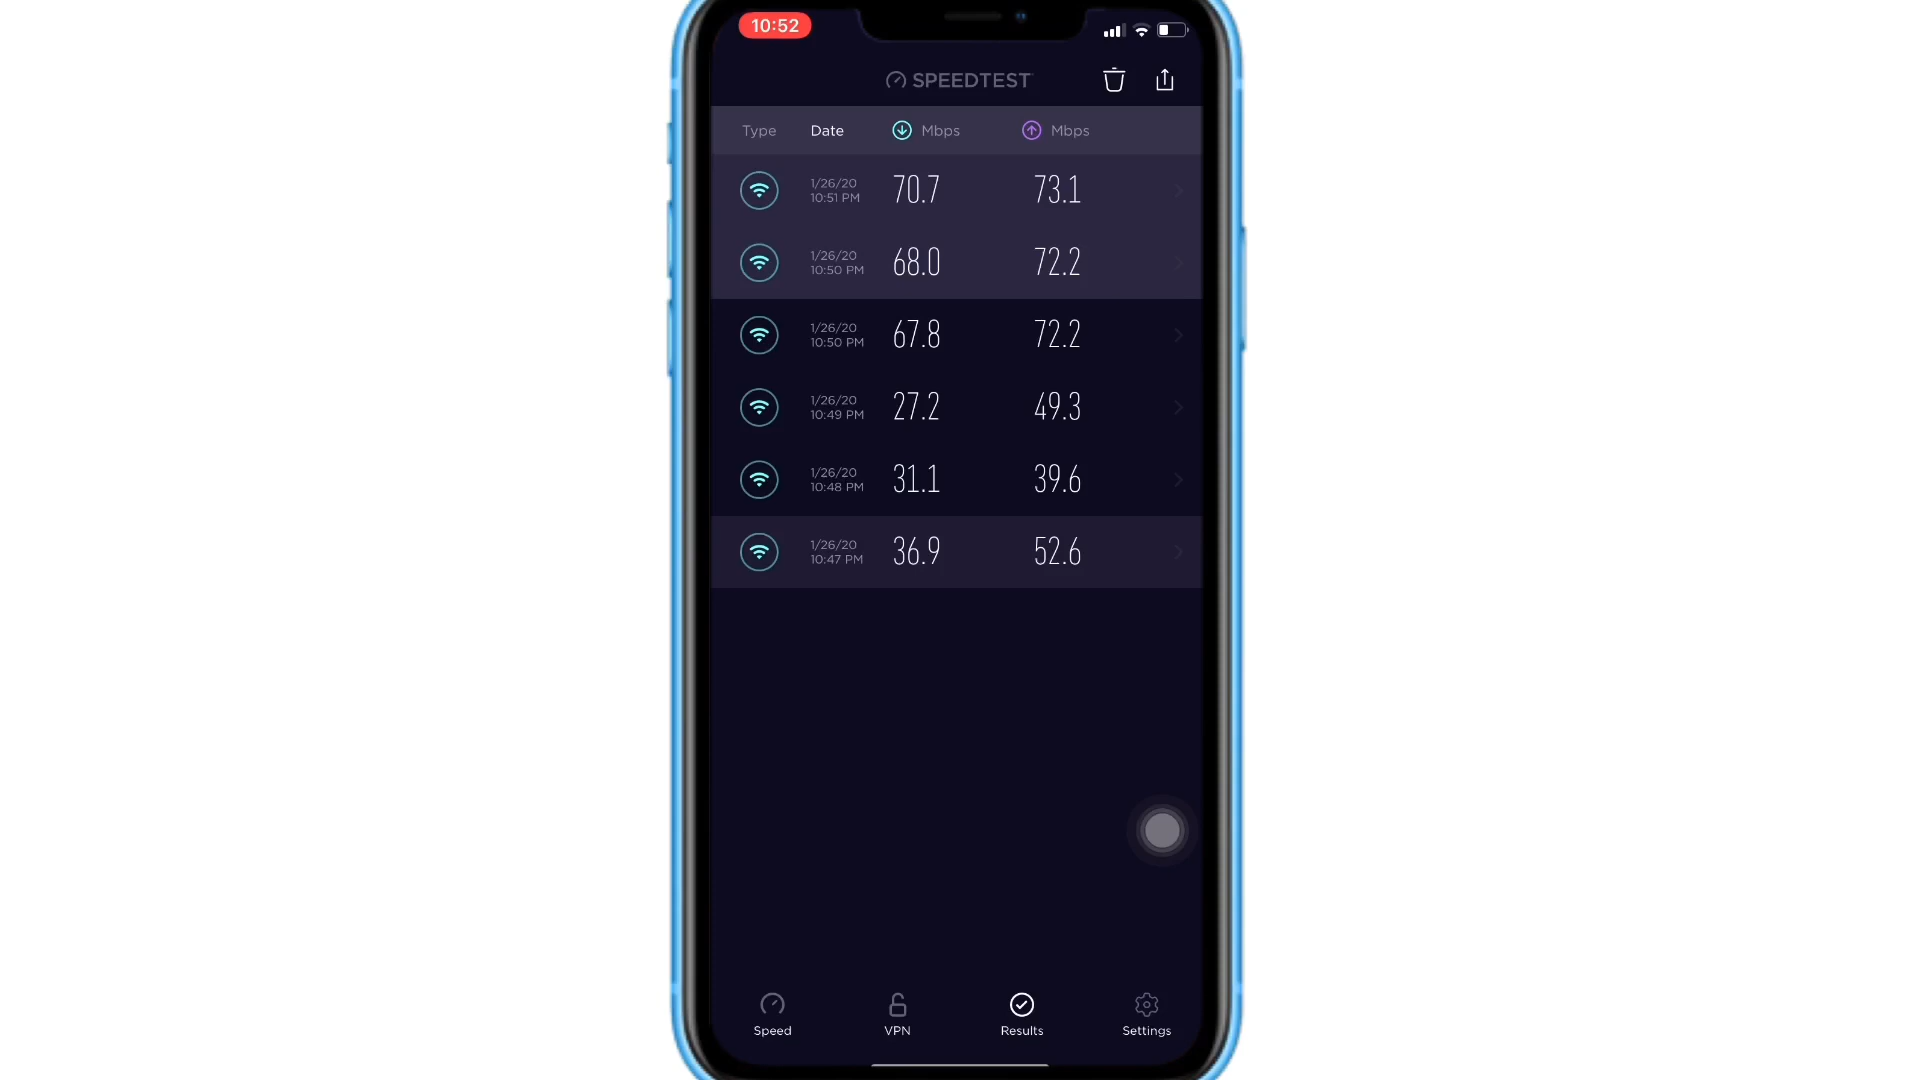 10:52
SPEEDTEST
Type Date Mbps Mbps
1/26/20
10:51 PM
70.7 73.1
1/26/20
10:50 PM
68.0 72.2
1/26/20
10:50 PM
67.8 72.2
1/26/20
10:49 PM
27.2 49.3
1/26/20
10:48 PM
31.1 39.6
1/26/20
10:47 PM
36.9 52.6
Speed VPN Results Settings